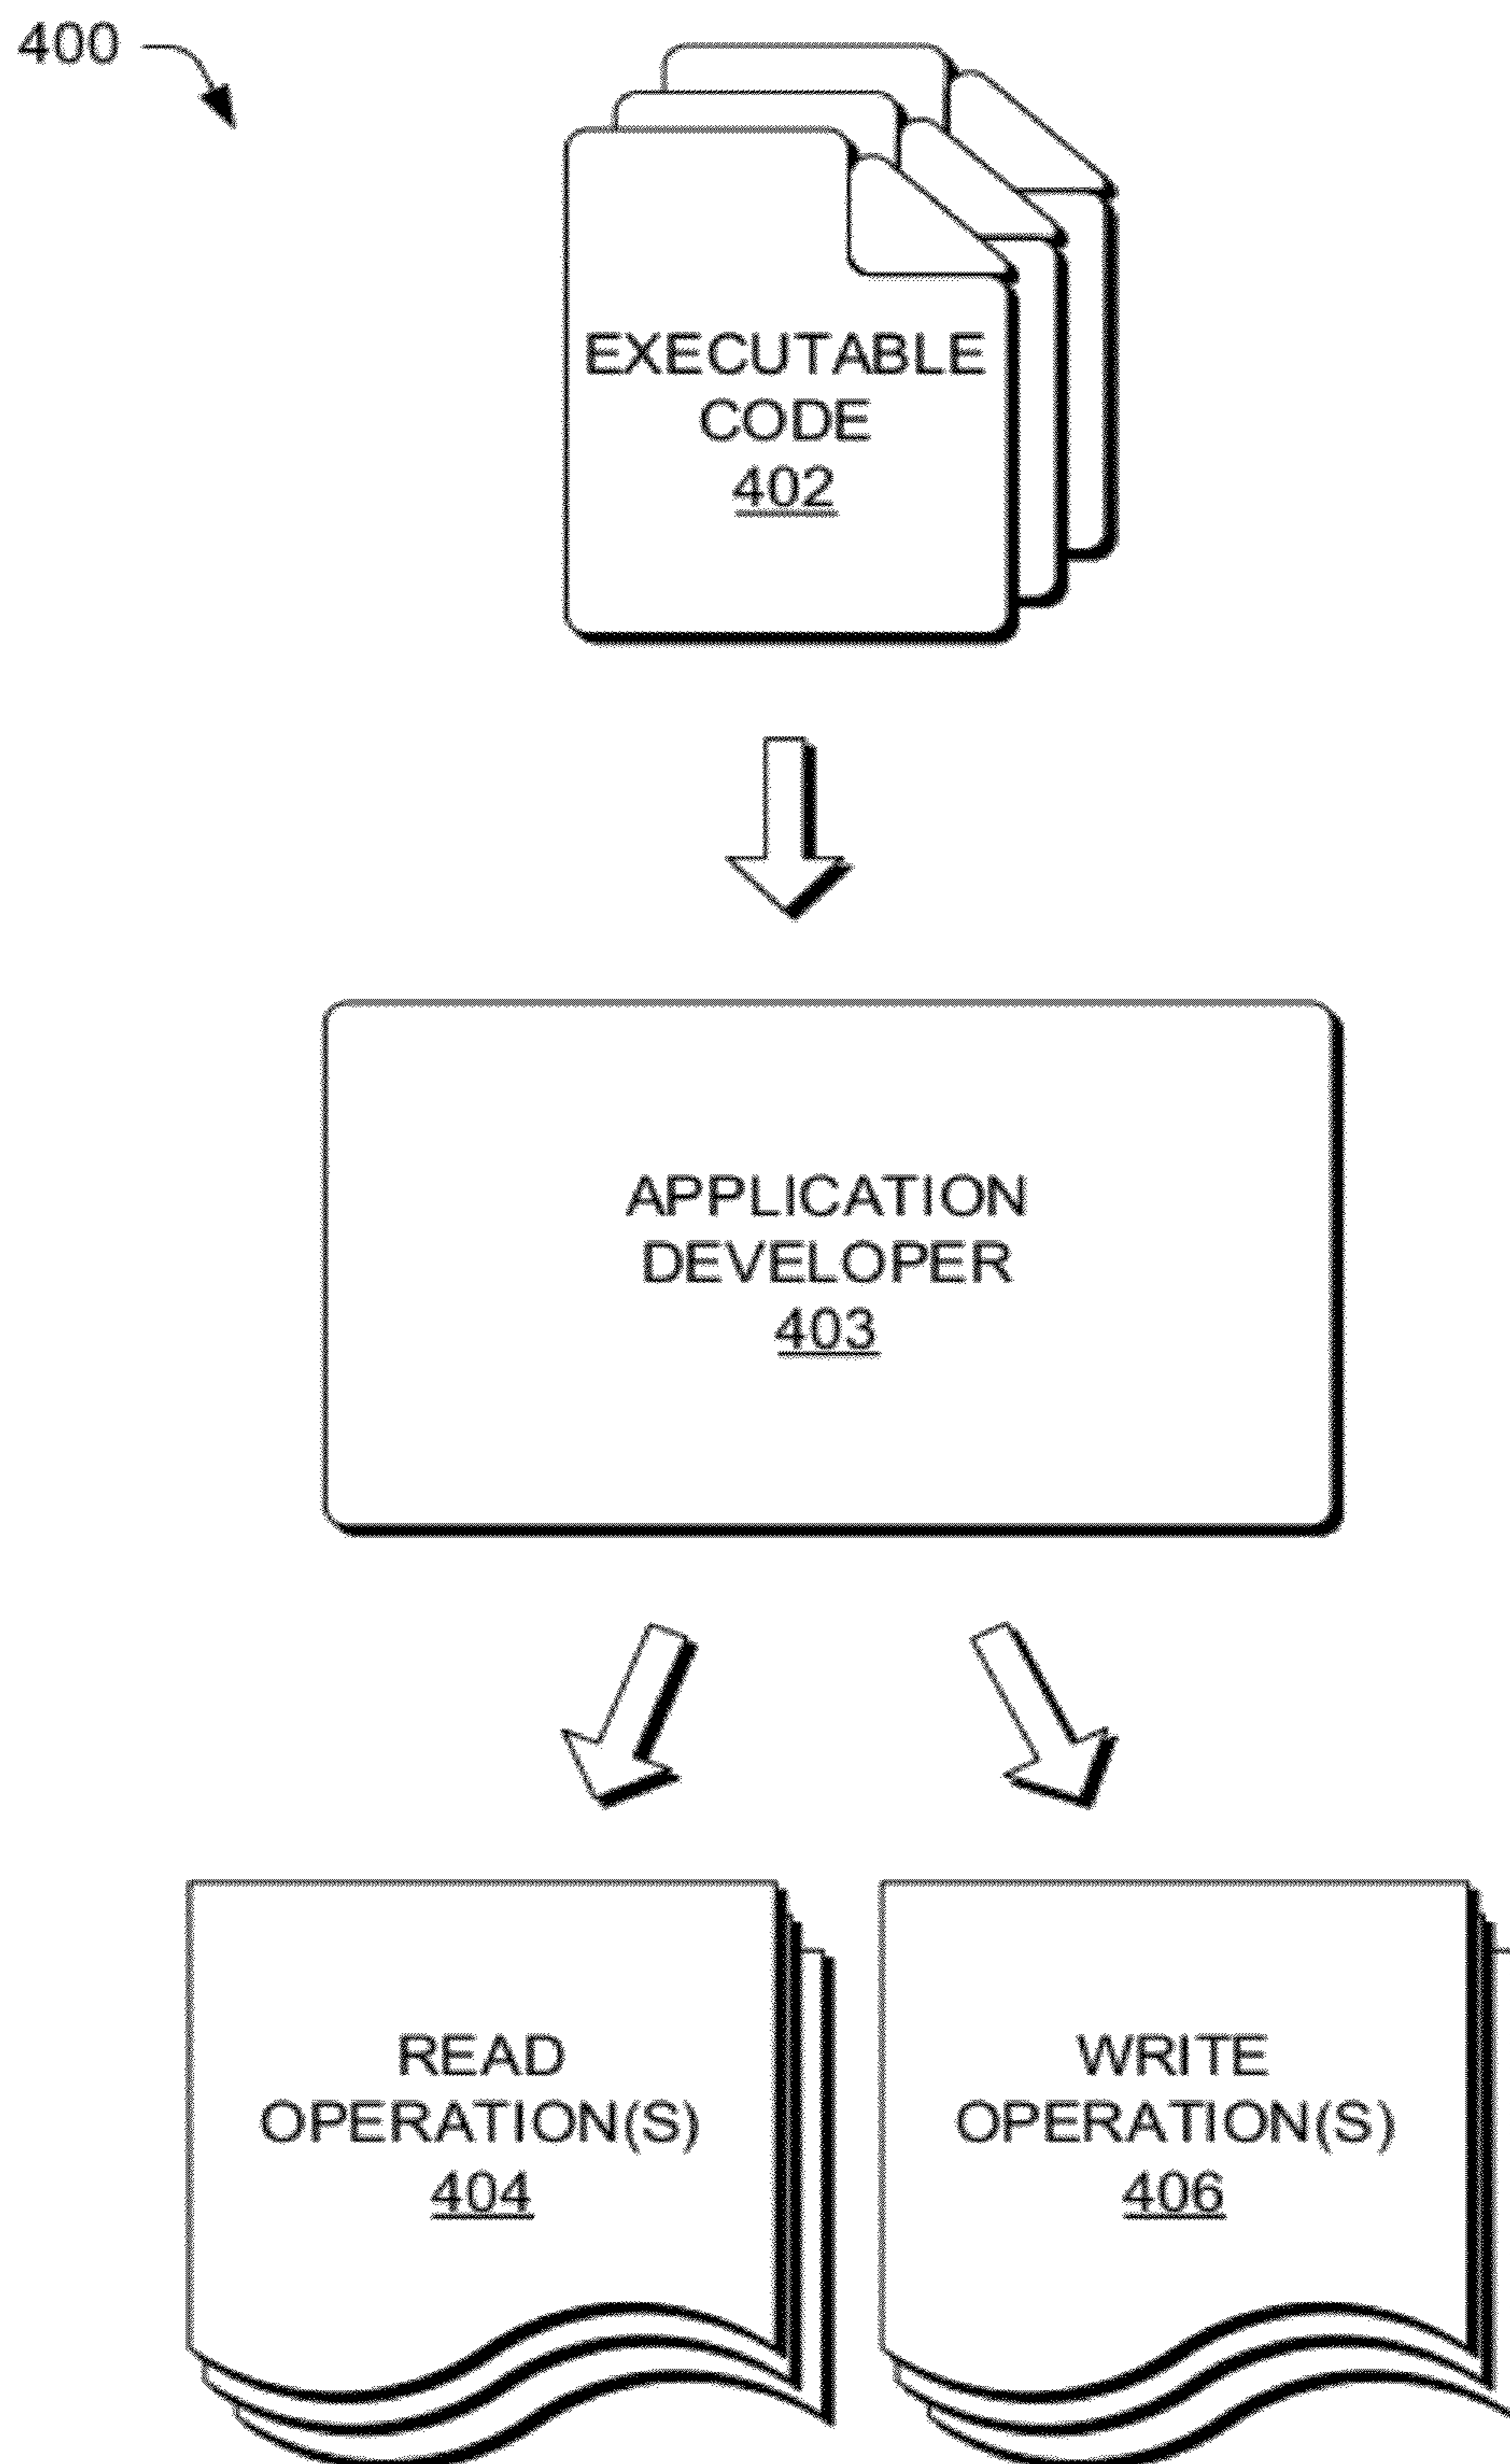 400
EXECUTABLE
CODE
402
APPLICATION
DEVELOPER
403
READ
OPERATION(S)
404
WRITE
OPERATION(S)
406